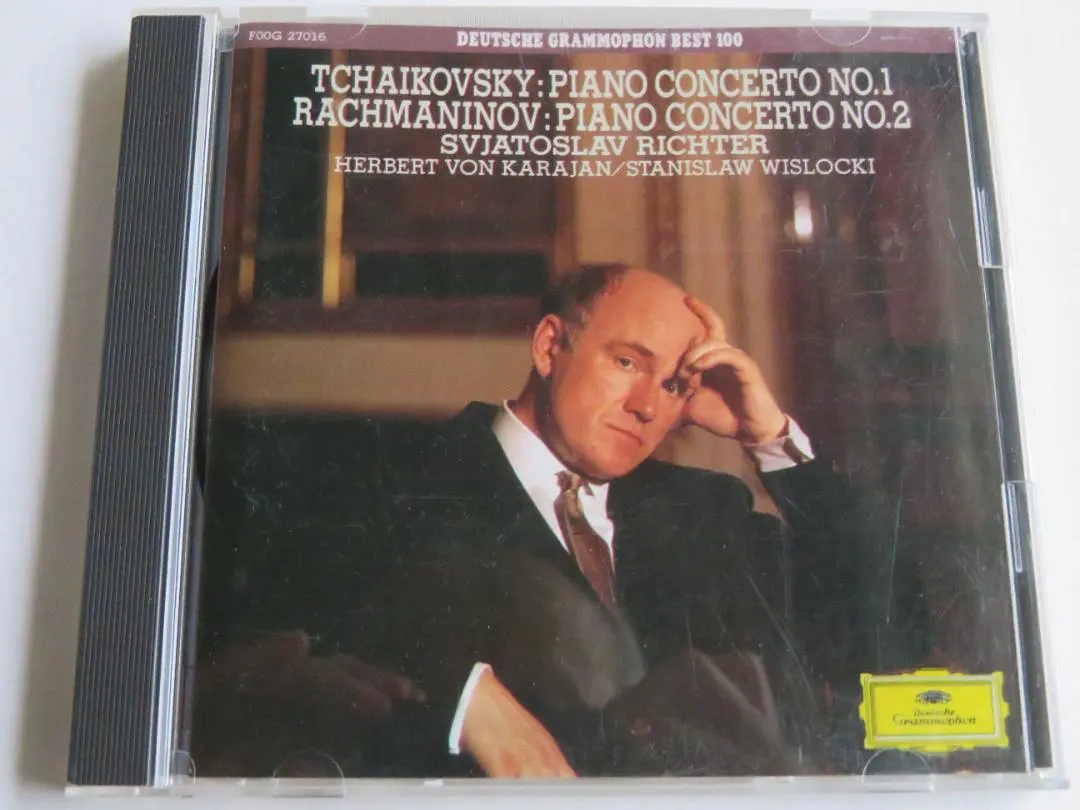 F00G 27016
DEUTSCHE GRAMMOPHON BEST 100
TCHAIKOVSKY: PIANO CONCERTO NO.1
RACHMANINOV: PIANO CONCERTO NO.2
SVJATOSLAV RICHTER
HERBERT VON KARAJAN/STANISLAW WISLOCKI
Deutsche
Grammophon